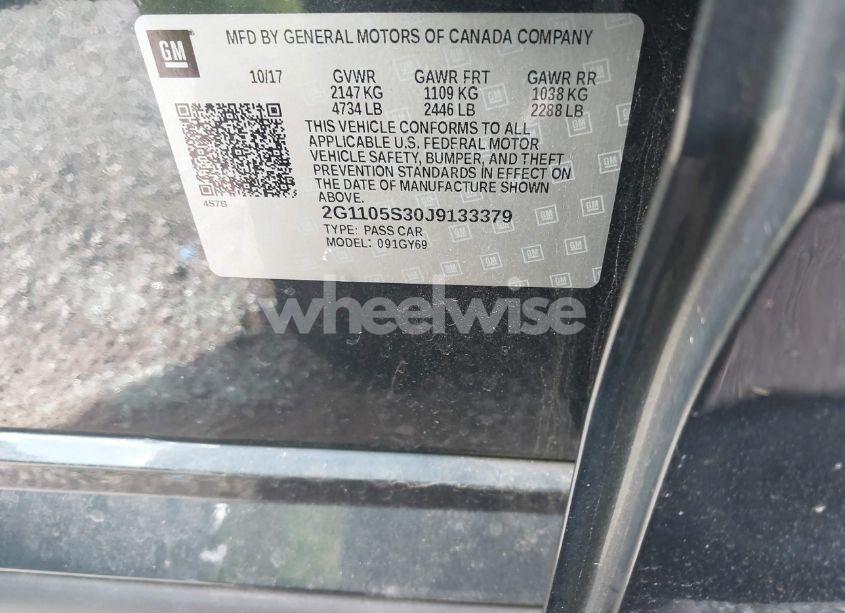 GM
MFD BY GENERAL MOTORS OF CANADA COMPANY
10/17 GVWR GAWR FRT GAWR RR
2147 KG 1109 KG 1038 KG
4734 LB 2446 LB 2288 LB
THIS VEHICLE CONFORMS TO ALL
APPLICABLE U.S. FEDERAL MOTOR
VEHICLE SAFETY, BUMPER, AND THEFT
PREVENTION STANDARDS IN EFFECT ON
THE DATE OF MANUFACTURE SHOWN
ABOVE.
4S7B
2G1105S30J9133379
TYPE: PASS CAR
MODEL: 091GY69
wheelwise